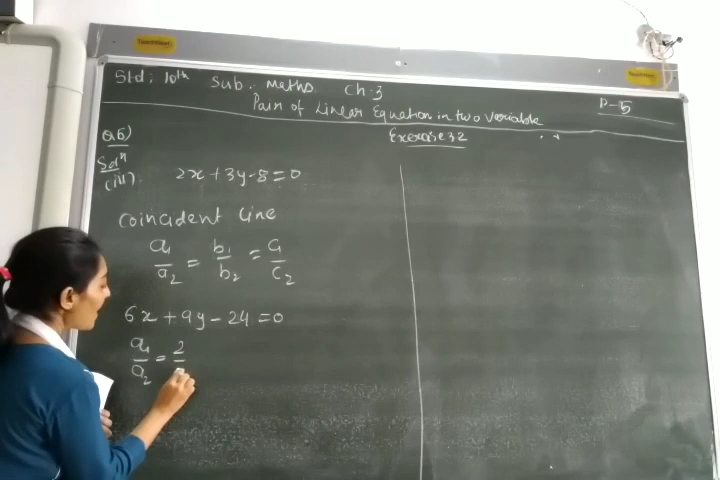 Std: 10th Sub: Maths Ch:3
Pair of Linear Equation in two variable
P-5
Exercise 3.2
Q6)
Solⁿ
(iii) 2x+3y-8=0
coincident line
a₁/a₂ = b₁/b₂ = c₁/c₂
6x+9y-24=0
a₁/a₂ = 2/